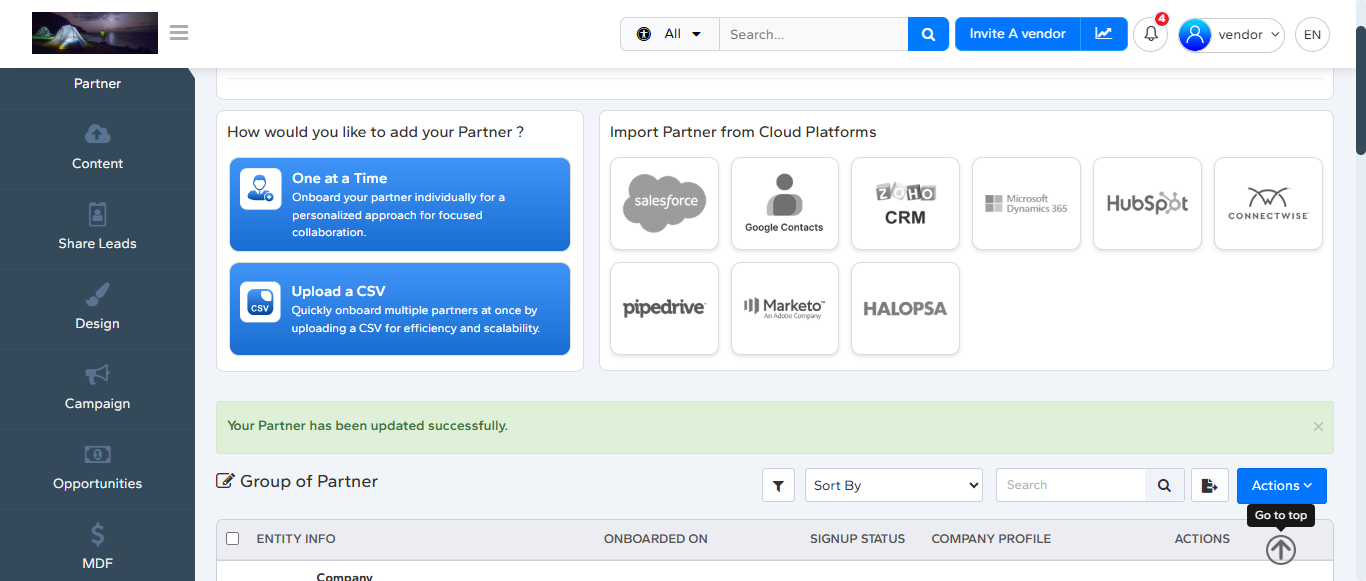 All
Search...
Invite A vendor
4
vendor
EN
Partner
Content
Share Leads
Design
Campaign
Opportunities
MDF
How would you like to add your Partner ?
One at a Time
Onboard your partner individually for a
personalized approach for focused
collaboration.
CSV
Upload a CSV
Quickly onboard multiple partners at once by
uploading a CSV for efficiency and scalability.
Import Partner from Cloud Platforms
salesforce
Google Contacts
ZOHO
CRM
Microsoft
Dynamics 365
HubSpot
CONNECTWISE
pipedrive
Marketo™
An Adobe Company
HALOPSA
Your Partner has been updated successfully.
×
Group of Partner
Sort By
Search
Actions
Go to top
ENTITY INFO
ONBOARDED ON
SIGNUP STATUS
COMPANY PROFILE
ACTIONS
Company